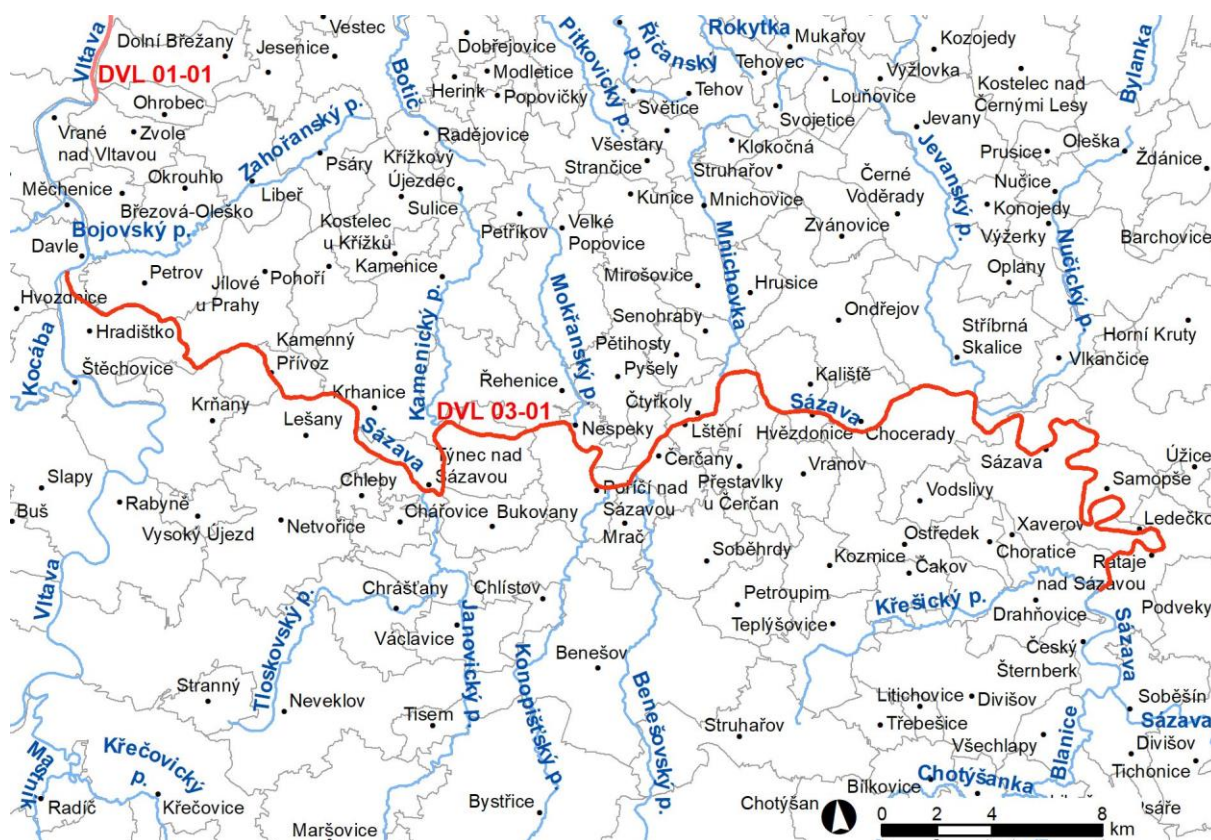 Vltava
Dolní Břežany
Vestec
Jesenice
DVL 01-01
Ohrobec
Vrané
nad Vltavou
Zvole
Zahořanský p.
Psáry
Okrouhlo
Libeř
Měchenice
Březová-Oleško
Bojovský p.
Davle
Botič
Dobřejovice
Modletice
Herink
Popovičky
Radějovice
Křížkový
Újezdec
Sulice
Kostelec
u Křížků
Kamenice
Petříkov
Pitkovický p.
Říčanský
p.
Rokytka
Mukařov
Tehovec
Světice
Tehov
Svojetice
Všestary
Strančice
Klokočná
Struhařov
Kunice
Mnichovice
Velké
Popovice
Louňovice
Vyžlovka
Kozojedy
Kostelec nad
Černými Lesy
Jevany
Prusice
Oleška
Bylanka
Ždánice
Nučice
Konojedy
Výžerky
Barchovice
Oplany
Černé
Voděrady
Zvánovice
Jevanský p.
Nučický p.
Mnichovka
Mirošovice
Hrusice
Ondřejov
Senohraby
Stříbrná
Skalice
Horní Kruty
Vlkančice
Hvozdnice
Petrov
Jílové
u Prahy
Pohoří
Hradištko
Kamenný
Přívoz
Kocába
Štěchovice
Krňany
Lešany
Krhanice
Sázava
Kamenický p.
Mokřanský p.
Pětihosty
Pyšely
Řehenice
DVL 03-01
Nespeky
Čtyřkoly
Lštění
Kaliště
Sázava
Hvězdonice
Chocerady
Sázava
Samopše
Úžice
Ledečko
Rataje
nad Sázavou
Podveky
Týnec nad
Sázavou
Čerčany
Poříčí nad
Sázavou
Mrač
Přestavlky
u Čerčan
Vranov
Vodslivy
Xaverov
Ostředek
Choratice
Kozmice
Čakov
Soběhrdy
Petroupim
Teplýšovice
Křešický p.
Drahňovice
Český
Šternberk
Sázava
Soběšín
Sázava
Slapy
Buš
Rabyně
Vysoký Újezd
Netvořice
Chleby
Chářovice
Bukovany
Vltava
Chrášťany
Chlístov
Václavice
Tloskovský p.
Janovický p.
Konopišťský p.
Benešov
Benešovský p.
Stranný
Neveklov
Tisem
Struhařov
Litichovice
Divišov
Třebešice
Všechlapy
Blanice
Divišov
Tichonice
Mastník
Křečovický
p.
Radíč
Křečovice
Maršovice
Bystřice
Chotýšan
Bílkovice
Chotýšanka
0 2 4 8
km